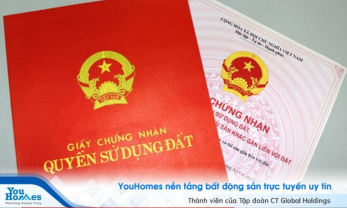 CỘNG HÒA XÃ HỘI CHỦ NGHĨA VIỆT NAM
Độc lập - Tự do - Hạnh phúc
GIẤY CHỨNG NHẬN
QUYỀN SỬ DỤNG ĐẤT
CHỨNG NHẬN
SỬ DỤNG ĐẤT
SẢN KHÁC GẮN LIỀN VỚI ĐẤT
You
Homes
YouHomes nền tảng bất động sản trực tuyến uy tín
Thành viên của Tập đoàn CT Global Holdings